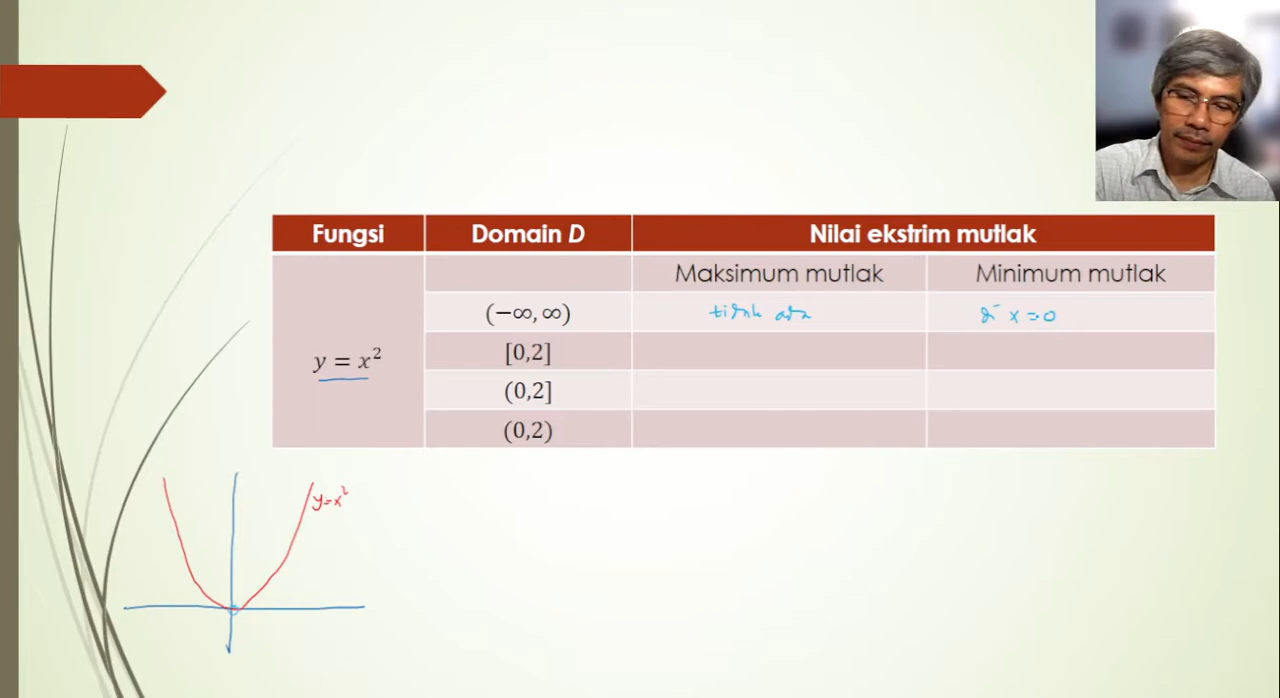 Fungsi Domain D Nilai ekstrim mutlak
Maksimum mutlak Minimum mutlak
(−∞, ∞) tidak ada di x = 0
y = x² [0,2]
(0,2]
(0,2)
y = x²